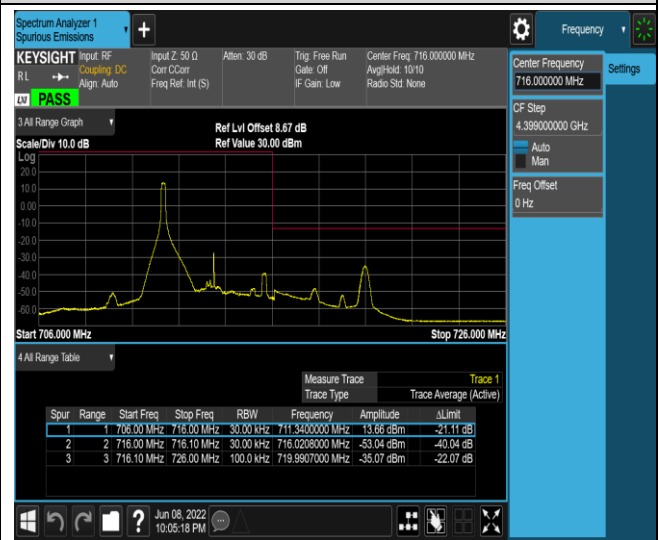 Spectrum Analyzer 1
Spurious Emissions
Frequency
KEYSIGHT Input: RF Input Z: 50 Ω Atten: 30 dB Trig: Free Run Center Freq: 716.000000 MHz
RL Coupling: DC Corr CCorr Gate: Off Avg|Hold: 10/10
Align: Auto Freq Ref: Int (S) IF Gain: Low Radio Std: None
LXI PASS
3 All Range Graph
Ref Lvl Offset 8.67 dB
Scale/Div 10.0 dB Ref Value 30.00 dBm
Log
20.0
10.0
0.00
-10.0
-20.0
-30.0
-40.0
-50.0
-60.0
Start 706.000 MHz Stop 726.000 MHz
4 All Range Table
Measure Trace Trace 1
Trace Type Trace Average (Active)
Spur Range Start Freq Stop Freq RBW Frequency Amplitude ΔLimit
1 1 706.00 MHz 716.00 MHz 30.00 kHz 711.3400000 MHz 13.66 dBm -21.11 dB
2 2 716.00 MHz 716.10 MHz 30.00 kHz 716.0208000 MHz -53.04 dBm -40.04 dB
3 3 716.10 MHz 726.00 MHz 100.0 kHz 719.9907000 MHz -35.07 dBm -22.07 dB
Jun 08, 2022
10:05:18 PM
Center Frequency
716.000000 MHz
Settings
CF Step
4.399000000 GHz
Auto
Man
Freq Offset
0 Hz